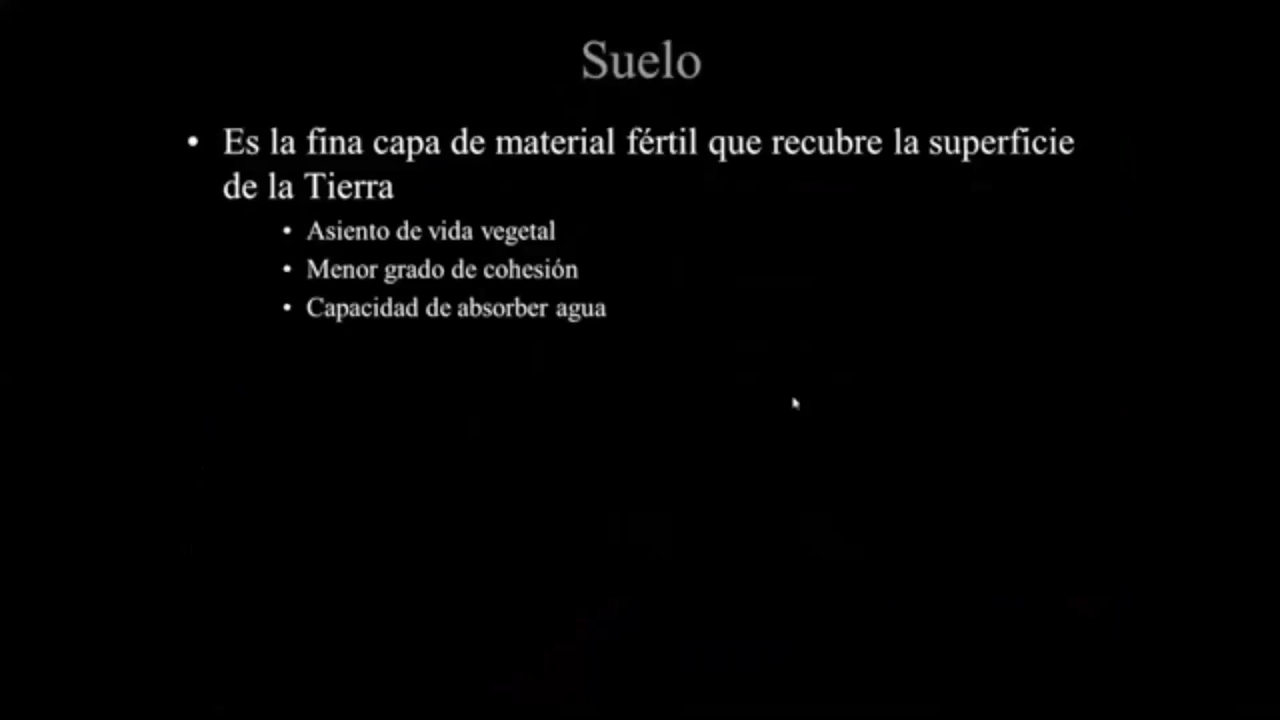 Suelo
• Es la fina capa de material fértil que recubre la superficie
de la Tierra
• Asiento de vida vegetal
• Menor grado de cohesión
• Capacidad de absorber agua